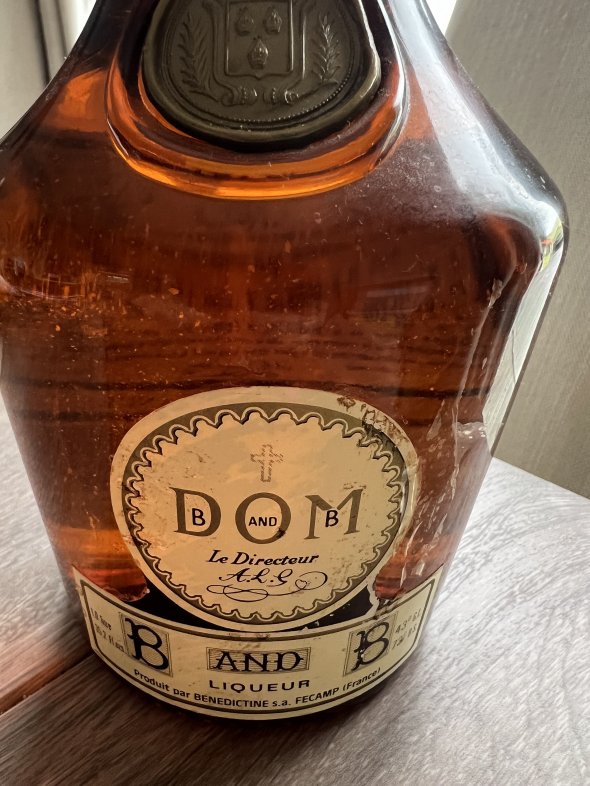 DOM
B AND B
Le Directeur
A.L.G
B AND B
LIQUEUR
Produit par BENEDICTINE s.a. FECAMP (France)